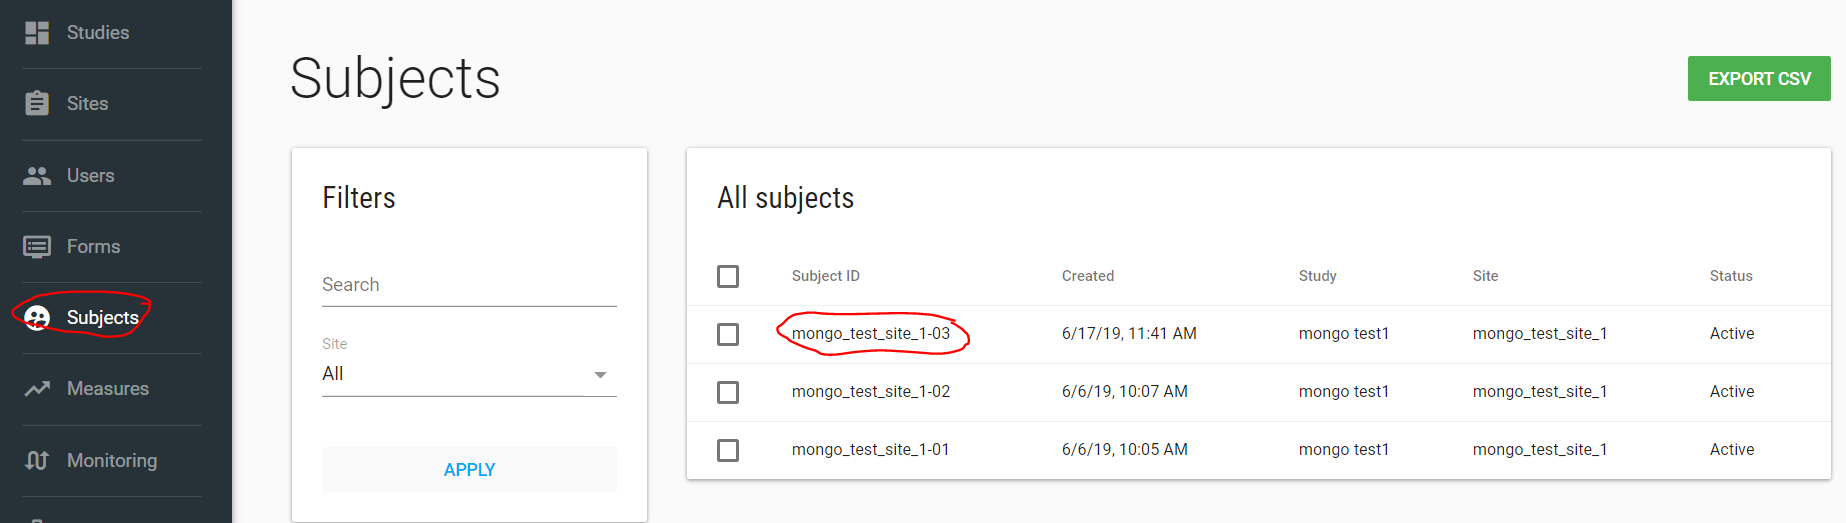 Studies
Sites
Users
Forms
Subjects
Measures
Monitoring
Subjects
EXPORT CSV
Filters
Search
Site
All
APPLY
All subjects
Subject ID Created Study Site Status
mongo_test_site_1-03 6/17/19, 11:41 AM mongo test1 mongo_test_site_1 Active
mongo_test_site_1-02 6/6/19, 10:07 AM mongo test1 mongo_test_site_1 Active
mongo_test_site_1-01 6/6/19, 10:05 AM mongo test1 mongo_test_site_1 Active